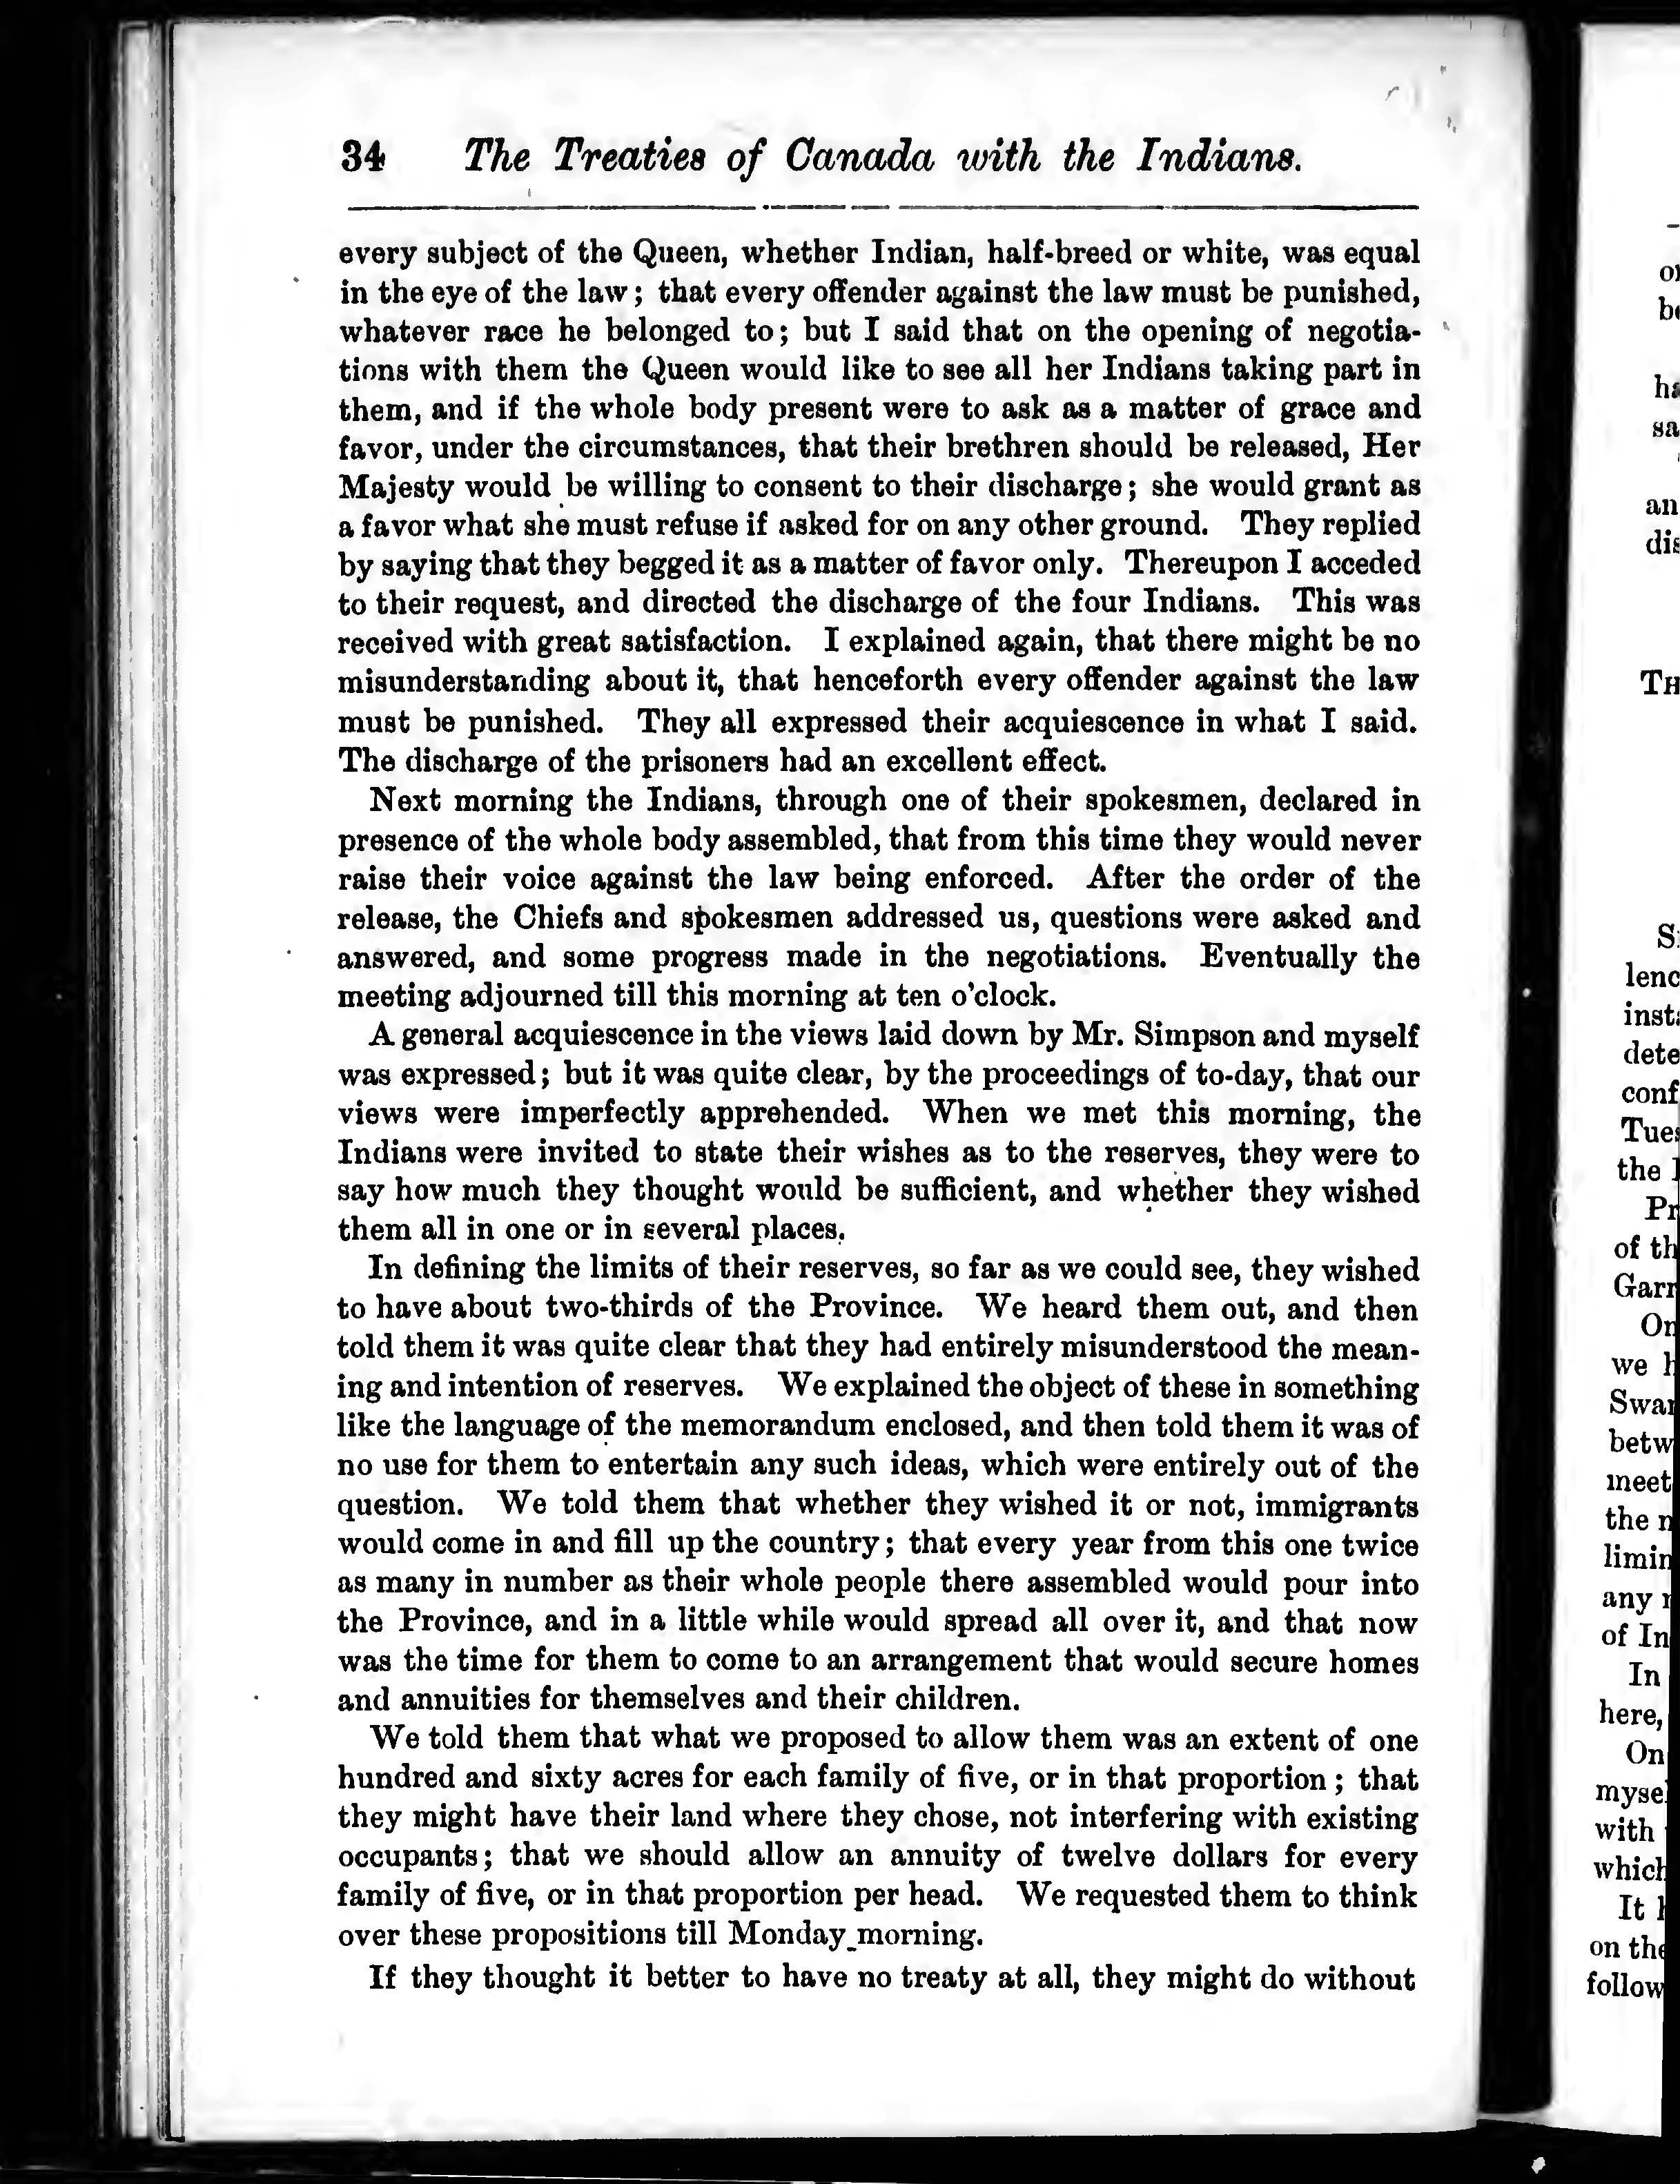 34 The Treaties of Canada with the Indians.
every subject of the Queen, whether Indian, half-breed or white, was equal
in the eye of the law; that every offender against the law must be punished,
whatever race he belonged to; but I said that on the opening of negotia-
tions with them the Queen would like to see all her Indians taking part in
them, and if the whole body present were to ask as a matter of grace and
favor, under the circumstances, that their brethren should be released, Her
Majesty would be willing to consent to their discharge; she would grant as
a favor what she must refuse if asked for on any other ground. They replied
by saying that they begged it as a matter of favor only. Thereupon I acceded
to their request, and directed the discharge of the four Indians. This was
received with great satisfaction. I explained again, that there might be no
misunderstanding about it, that henceforth every offender against the law
must be punished. They all expressed their acquiescence in what I said.
The discharge of the prisoners had an excellent effect.
Next morning the Indians, through one of their spokesmen, declared in
presence of the whole body assembled, that from this time they would never
raise their voice against the law being enforced. After the order of the
release, the Chiefs and spokesmen addressed us, questions were asked and
answered, and some progress made in the negotiations. Eventually the
meeting adjourned till this morning at ten o'clock.
A general acquiescence in the views laid down by Mr. Simpson and myself
was expressed; but it was quite clear, by the proceedings of to-day, that our
views were imperfectly apprehended. When we met this morning, the
Indians were invited to state their wishes as to the reserves, they were to
say how much they thought would be sufficient, and whether they wished
them all in one or in several places.
In defining the limits of their reserves, so far as we could see, they wished
to have about two-thirds of the Province. We heard them out, and then
told them it was quite clear that they had entirely misunderstood the mean-
ing and intention of reserves. We explained the object of these in something
like the language of the memorandum enclosed, and then told them it was of
no use for them to entertain any such ideas, which were entirely out of the
question. We told them that whether they wished it or not, immigrants
would come in and fill up the country; that every year from this one twice
as many in number as their whole people there assembled would pour into
the Province, and in a little while would spread all over it, and that now
was the time for them to come to an arrangement that would secure homes
and annuities for themselves and their children.
We told them that what we proposed to allow them was an extent of one
hundred and sixty acres for each family of five, or in that proportion; that
they might have their land where they chose, not interfering with existing
occupants; that we should allow an annuity of twelve dollars for every
family of five, or in that proportion per head. We requested them to think
over these propositions till Monday morning.
If they thought it better to have no treaty at all, they might do without